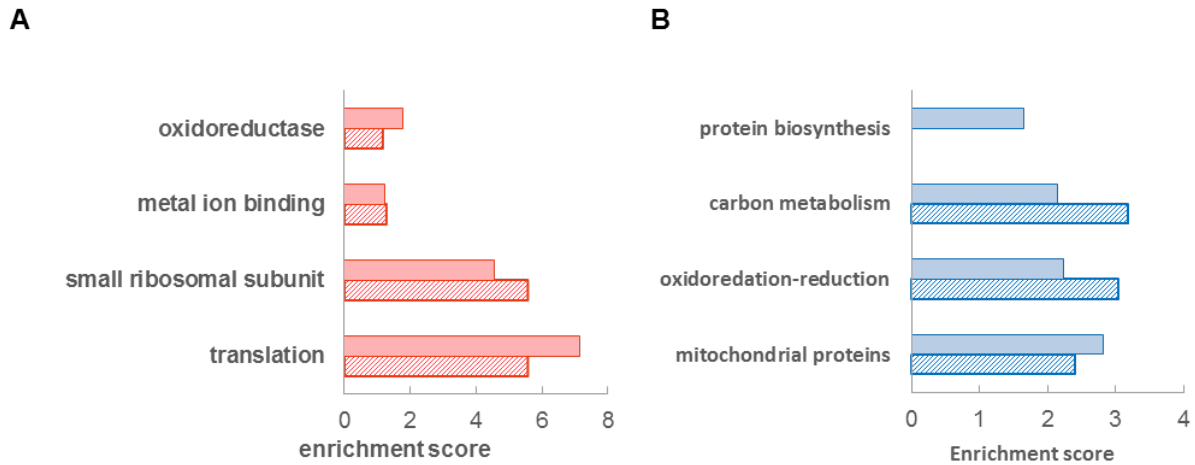 A
B
oxidoreductase
metal ion binding
small ribosomal subunit
translation
0 2 4 6 8
enrichment score
protein biosynthesis
carbon metabolism
oxidoredation-reduction
mitochondrial proteins
0 1 2 3 4
Enrichment score